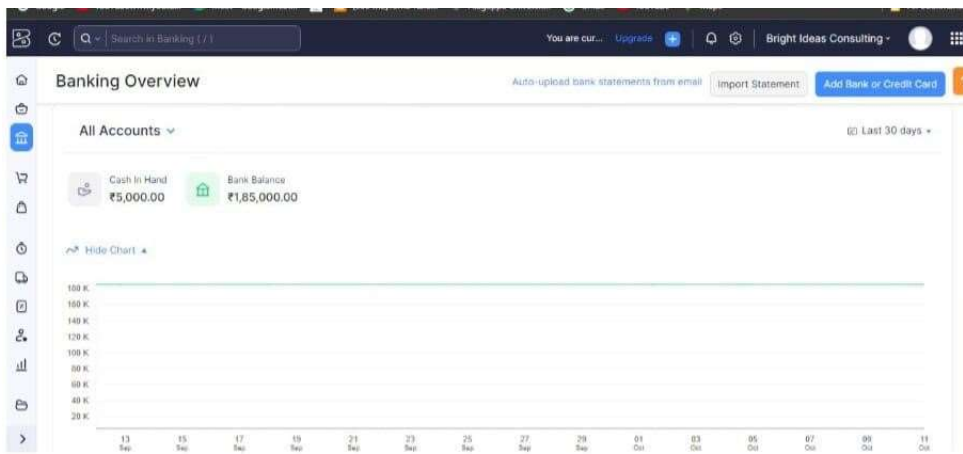 Search in Banking ( / )
You are cur... Upgrade
Bright Ideas Consulting
Banking Overview
Auto-upload bank statements from email
Import Statement
Add Bank or Credit Card
All Accounts
Last 30 days
Cash In Hand
₹5,000.00
Bank Balance
₹1,85,000.00
Hide Chart
180 K
160 K
140 K
120 K
100 K
80 K
60 K
40 K
20 K
13 15 17 19 21 23 25 27 29 01 03 05 07 09 11
Sep Sep Sep Sep Sep Sep Sep Sep Sep Oct Oct Oct Oct Oct Oct